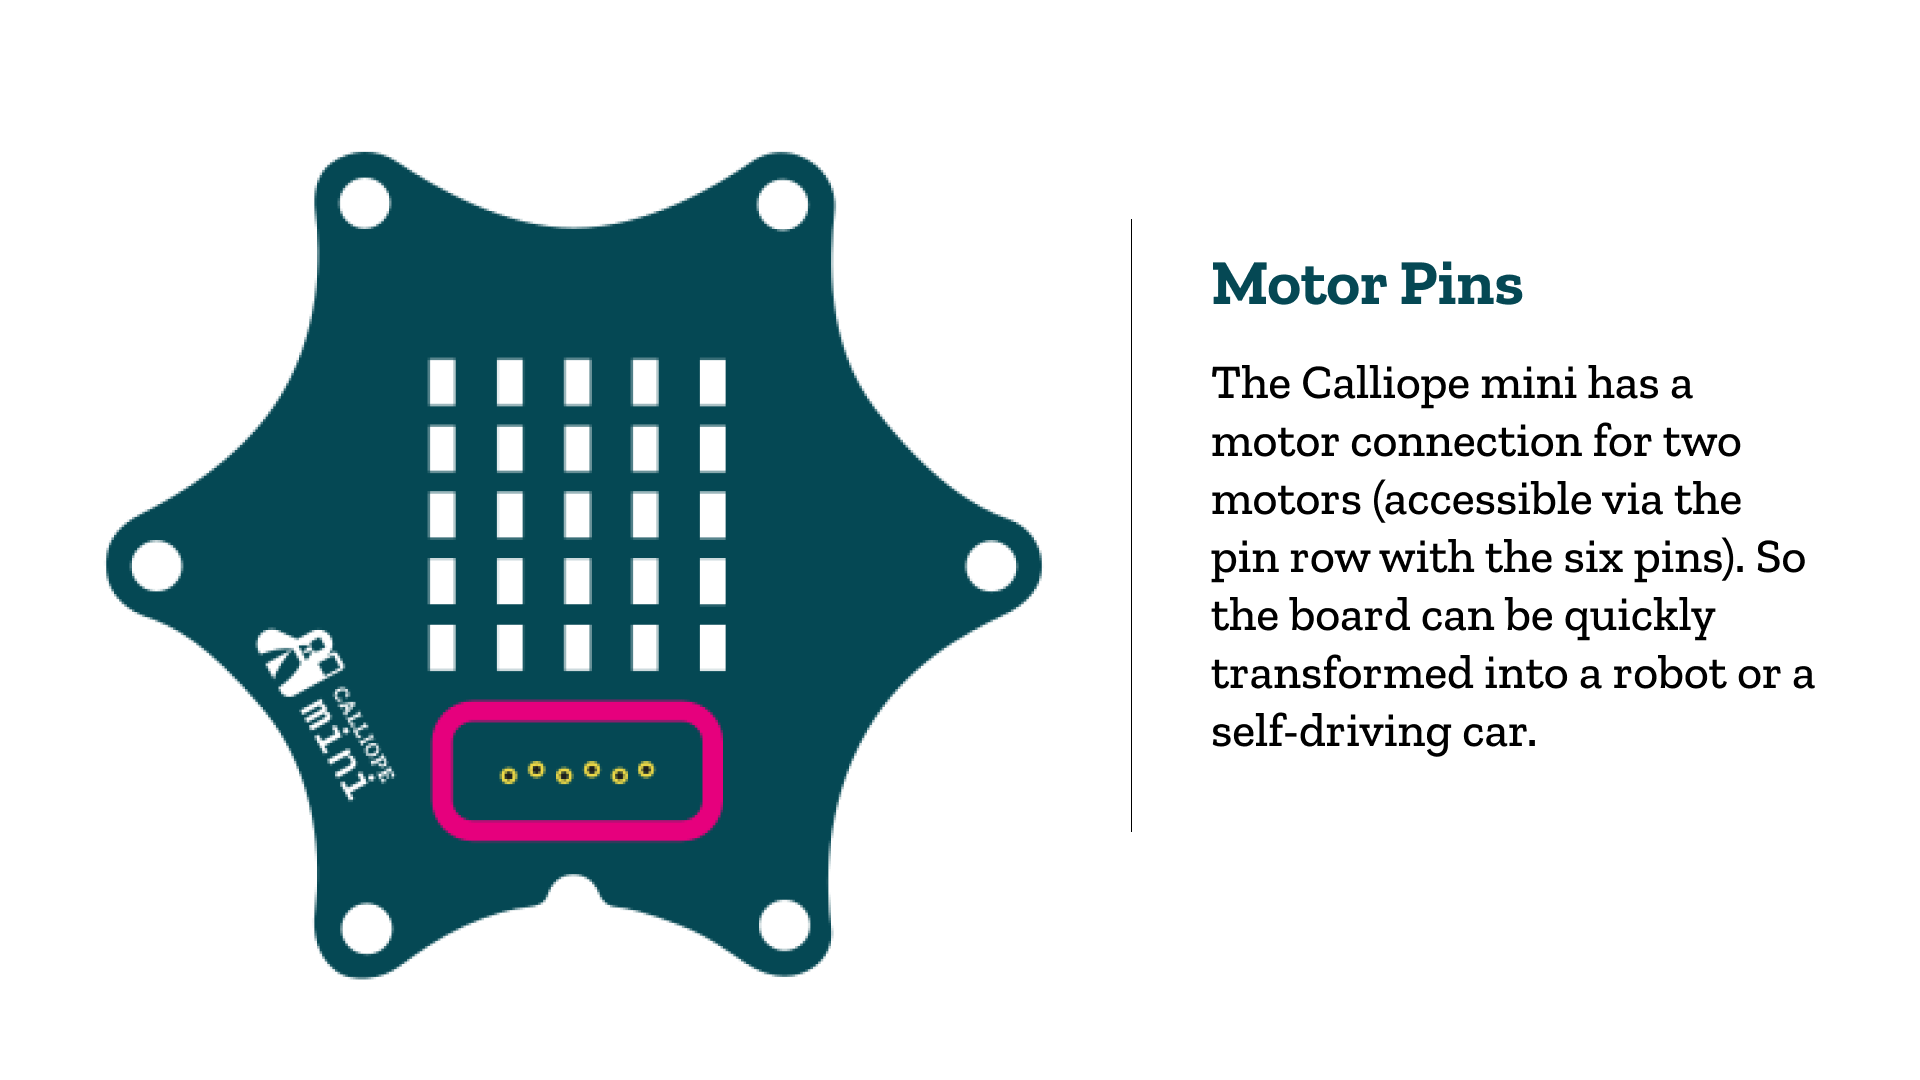 CALLIOPE
mini
Motor Pins
The Calliope mini has a
motor connection for two
motors (accessible via the
pin row with the six pins). So
the board can be quickly
transformed into a robot or a
self-driving car.